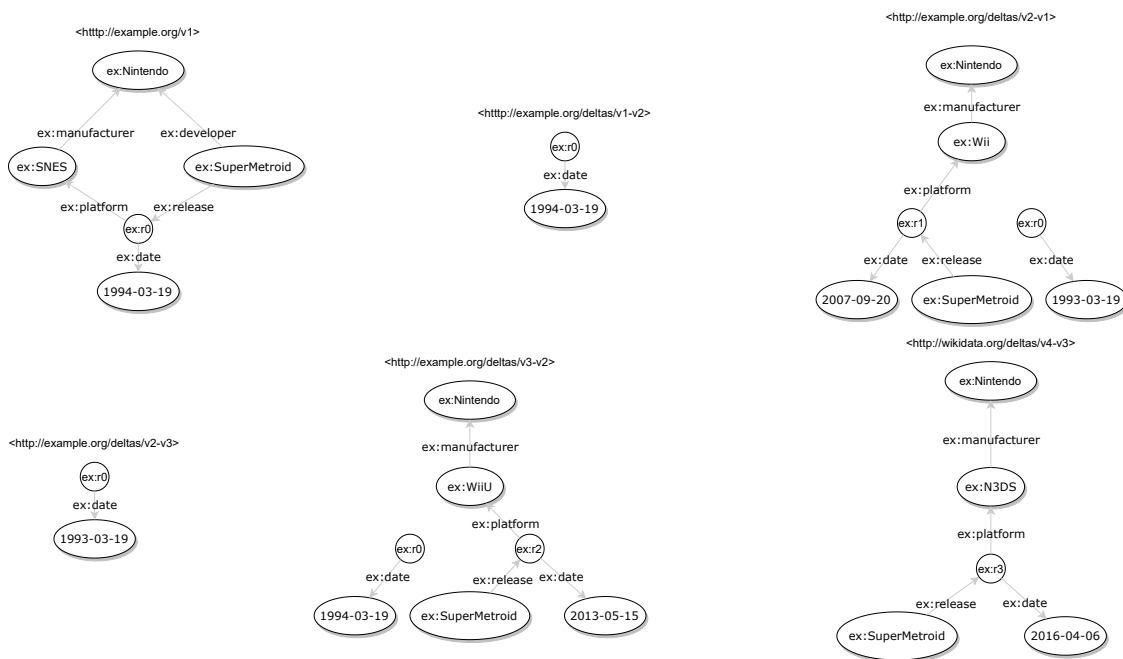 <htttp://example.org/v1>
ex:Nintendo
ex:manufacturer
ex:developer
ex:SNES
ex:SuperMetroid
ex:platform
ex:release
ex:r0
ex:date
1994-03-19
<htttp://example.org/deltas/v1-v2>
ex:r0
ex:date
1994-03-19
<http://example.org/deltas/v2-v1>
ex:Nintendo
ex:manufacturer
ex:Wii
ex:platform
ex:r1
ex:r0
ex:date
ex:release
ex:date
2007-09-20
ex:SuperMetroid
1993-03-19
<http://example.org/deltas/v2-v3>
ex:r0
ex:date
1993-03-19
<http://example.org/deltas/v3-v2>
ex:Nintendo
ex:manufacturer
ex:WiiU
ex:platform
ex:r0
ex:r2
ex:date
ex:release
ex:date
1994-03-19
ex:SuperMetroid
2013-05-15
<http://wikidata.org/deltas/v4-v3>
ex:Nintendo
ex:manufacturer
ex:N3DS
ex:platform
ex:r3
ex:release
ex:date
ex:SuperMetroid
2016-04-06